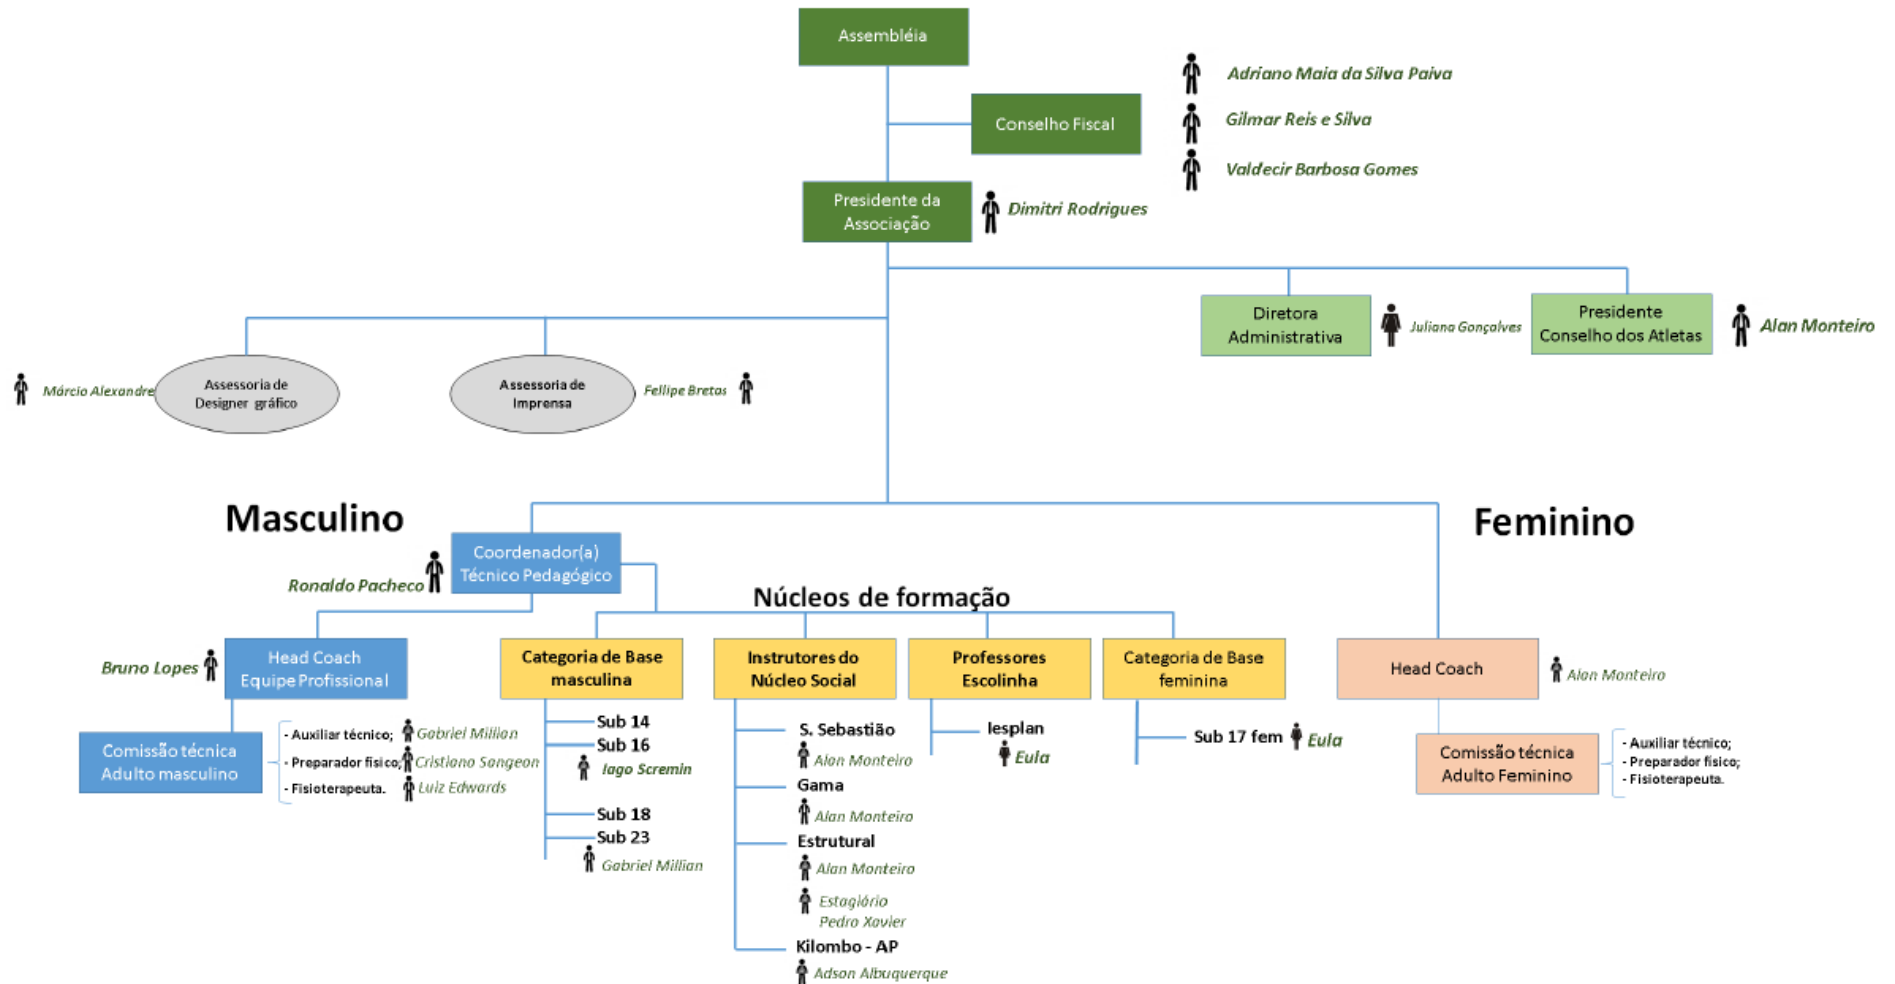 Assembléia
Adriano Maia da Silva Paiva
Conselho Fiscal
Gilmar Reis e Silva
Valdecir Barbosa Gomes
Presidente da
Associação
Dimitri Rodrigues
Diretora
Administrativa
Juliana Gonçalves
Presidente
Conselho dos Atletas
Alan Monteiro
Márcio Alexandre
Assessoria de
Designer gráfico
Assessoria de
Imprensa
Fellipe Bretas
Masculino
Feminino
Coordenador(a)
Técnico Pedagógico
Ronaldo Pacheco
Núcleos de formação
Bruno Lopes
Head Coach
Equipe Profissional
Categoria de Base
masculina
Instrutores do
Núcleo Social
Professores
Escolinha
Categoria de Base
feminina
Head Coach
Alan Monteiro
Comissão técnica
Adulto masculino
- Auxiliar técnico;
Gabriel Millian
- Preparador físico;
Cristiano Sangeon
- Fisioterapeuta.
Luiz Edwards
Sub 14
Sub 16
Iago Scremin
Sub 18
Sub 23
Gabriel Millian
S. Sebastião
Alan Monteiro
Gama
Alan Monteiro
Estrutural
Alan Monteiro
Estagiário
Pedro Xavier
Kilombo - AP
Adson Albuquerque
Iesplan
Eula
Sub 17 fem
Eula
Comissão técnica
Adulto Feminino
- Auxiliar técnico;
- Preparador físico;
- Fisioterapeuta.